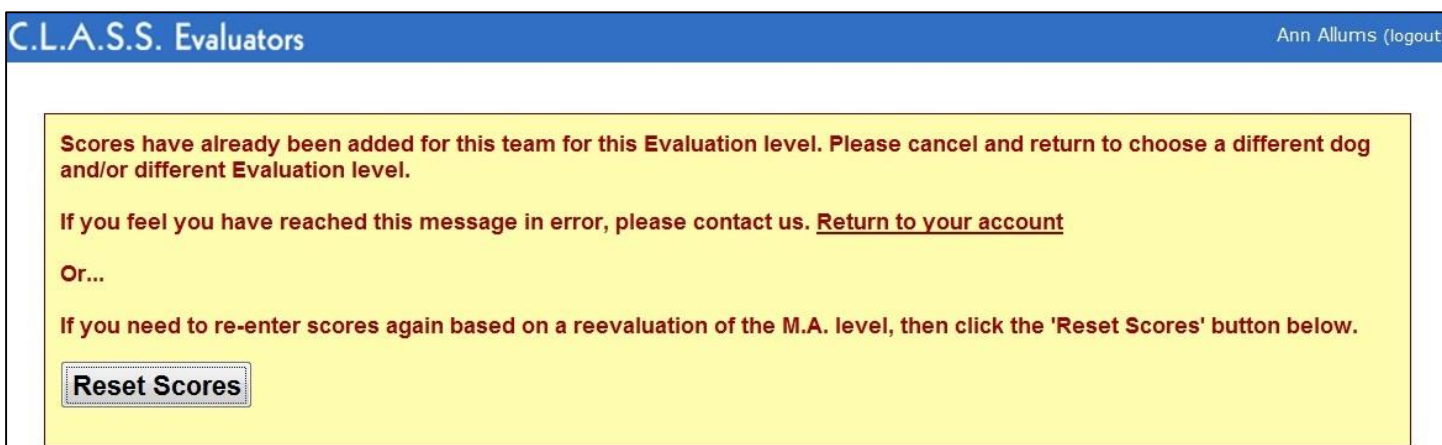 C.L.A.S.S. Evaluators
Ann Allums (logout
Scores have already been added for this team for this Evaluation level. Please cancel and return to choose a different dog
and/or different Evaluation level.
If you feel you have reached this message in error, please contact us. Return to your account
Or...
If you need to re-enter scores again based on a reevaluation of the M.A. level, then click the 'Reset Scores' button below.
Reset Scores